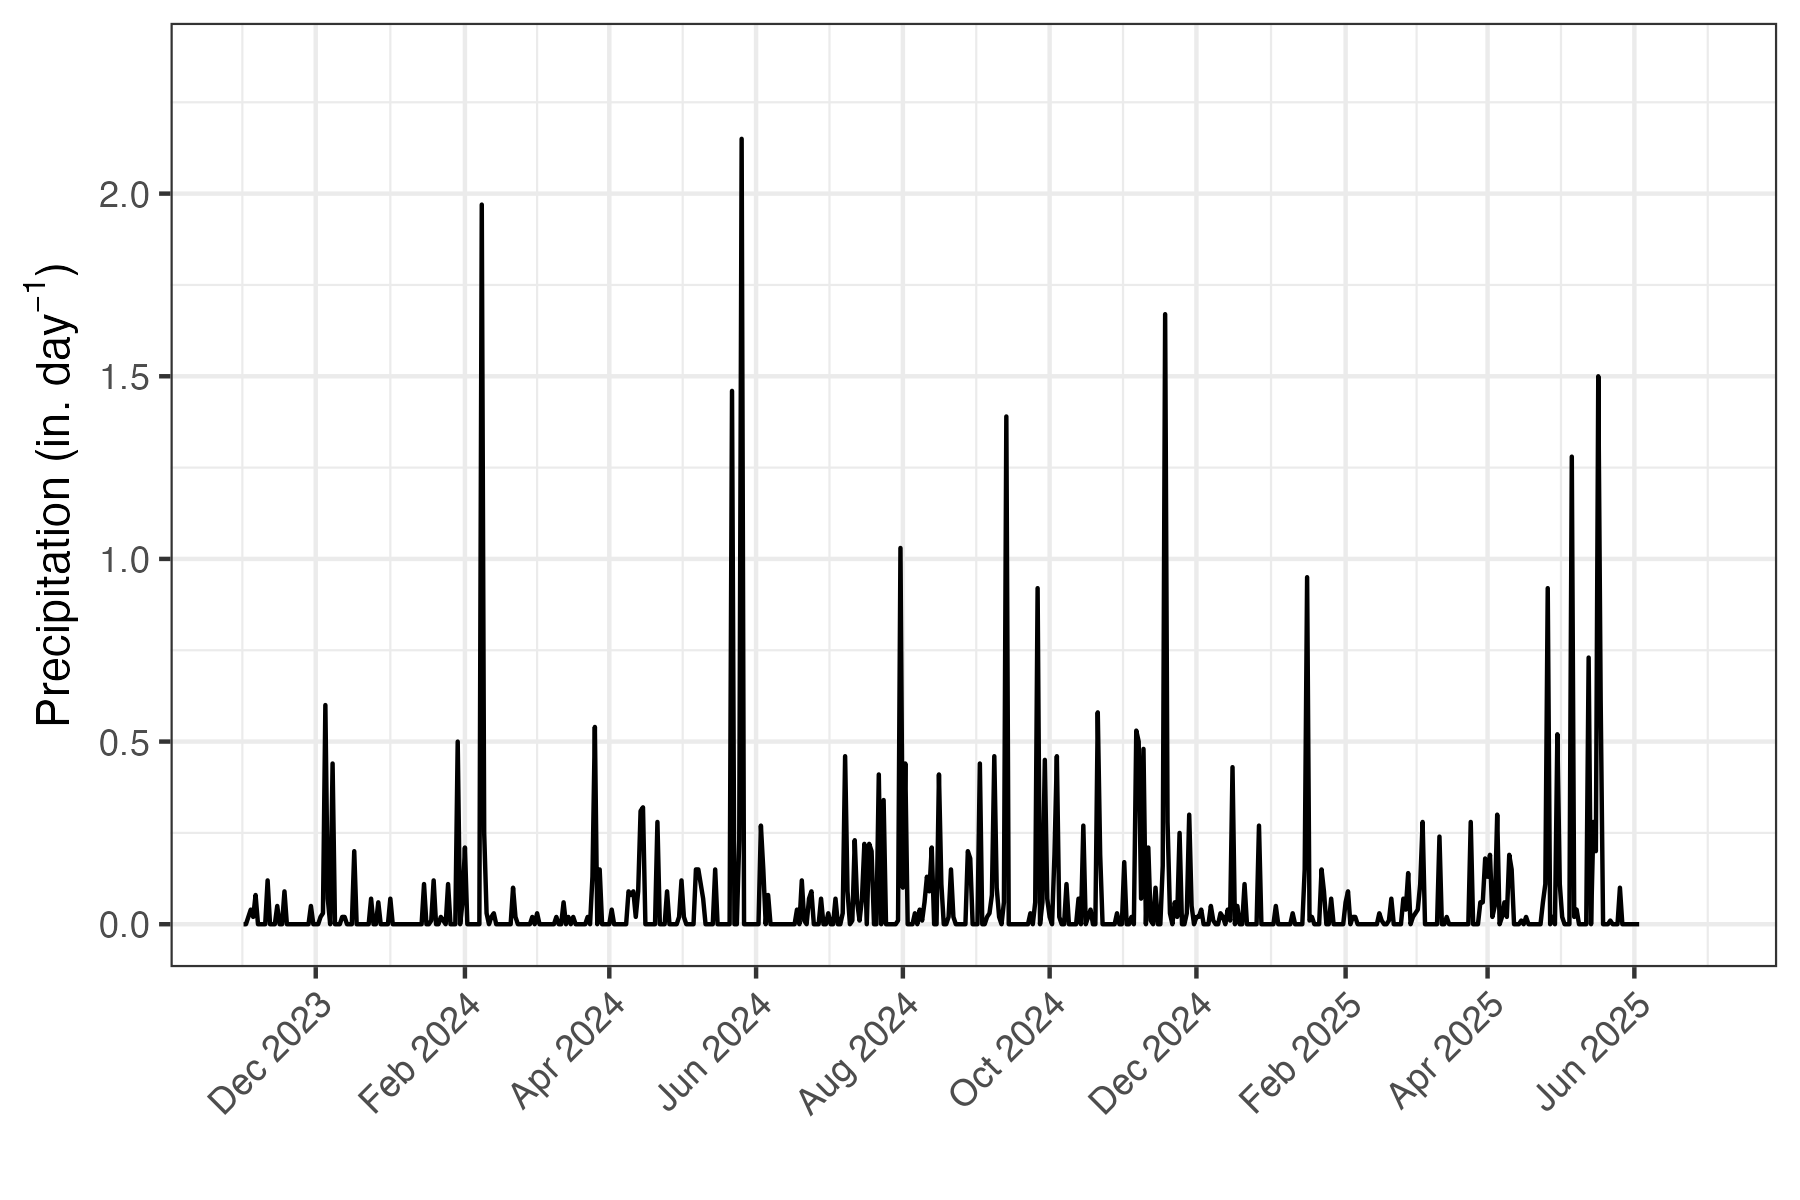 Precipitation (in. day⁻¹)
2.0
1.5
1.0
0.5
0.0
Dec 2023
Feb 2024
Apr 2024
Jun 2024
Aug 2024
Oct 2024
Dec 2024
Feb 2025
Apr 2025
Jun 2025